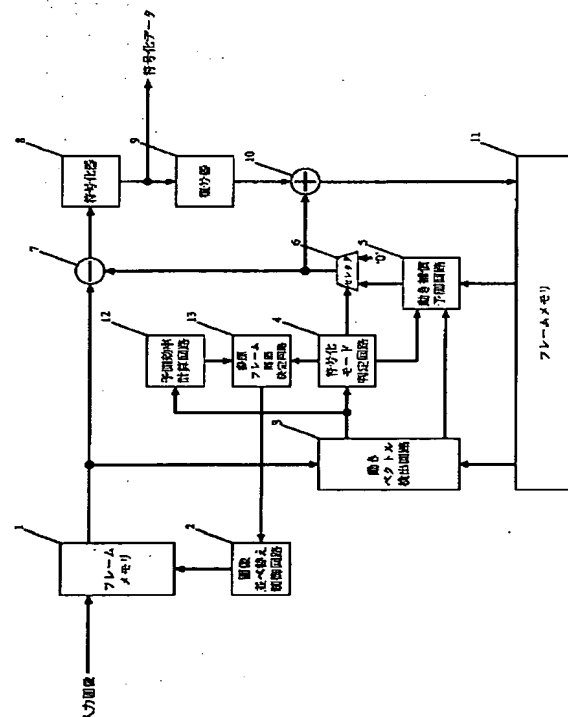 入力画像
1
フレーム
メモリ
2
画像
並べ替え
制御回路
3
動き
ベクトル
検出回路
12
予測効率
計算回路
13
参照
フレーム
間隔
決定回路
4
符号化
モード
判定回路
7
8
符号化器
符号化データ
9
復号器
10
6
セレクタ
"0"
5
動き補償
予測回路
11
フレームメモリ